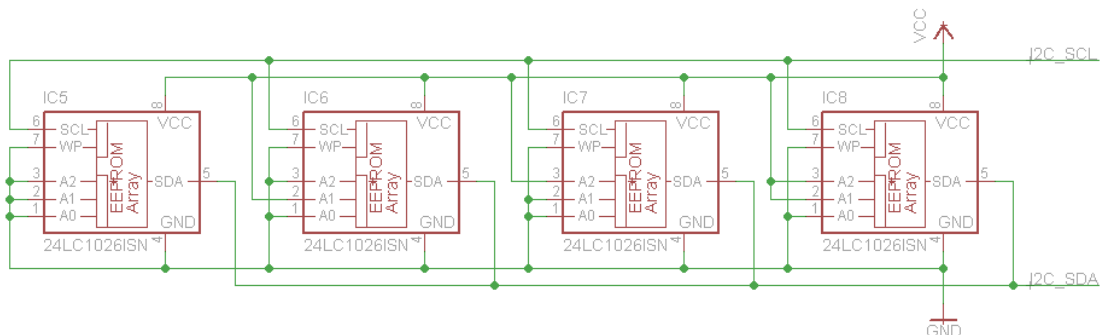 VCC
I2C_SCL
IC5
IC6
IC7
IC8
6 SCL
7 WP
3 A2
2 A1
1 A0
EEPROM
Array
8
VCC
SDA 5
GND
4
24LC1026ISN
6 SCL
7 WP
3 A2
2 A1
1 A0
EEPROM
Array
8
VCC
SDA 5
GND
4
24LC1026ISN
6 SCL
7 WP
3 A2
2 A1
1 A0
EEPROM
Array
8
VCC
SDA 5
GND
4
24LC1026ISN
6 SCL
7 WP
3 A2
2 A1
1 A0
EEPROM
Array
8
VCC
SDA 5
GND
4
24LC1026ISN
I2C_SDA
GND